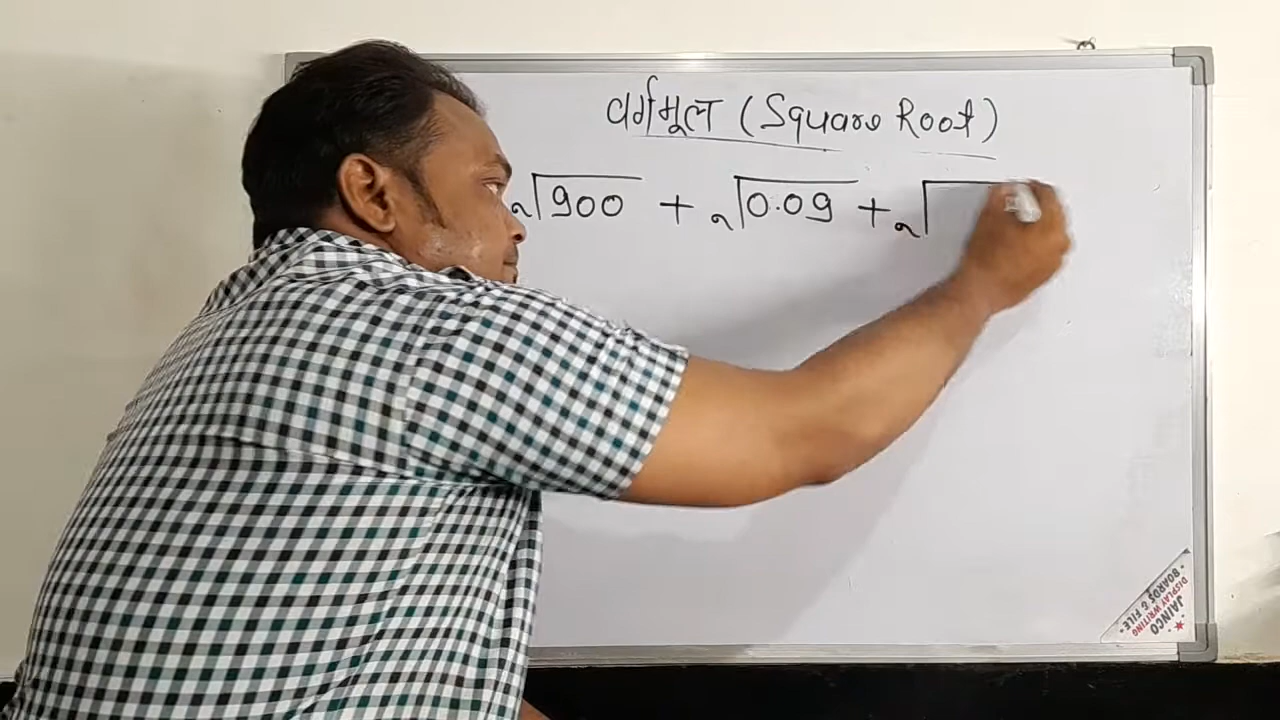 वर्गमूल (Square Root)
√900 + √0.09 + √
JAINCO
DISPLAY WRITING
BOARDS & FILE